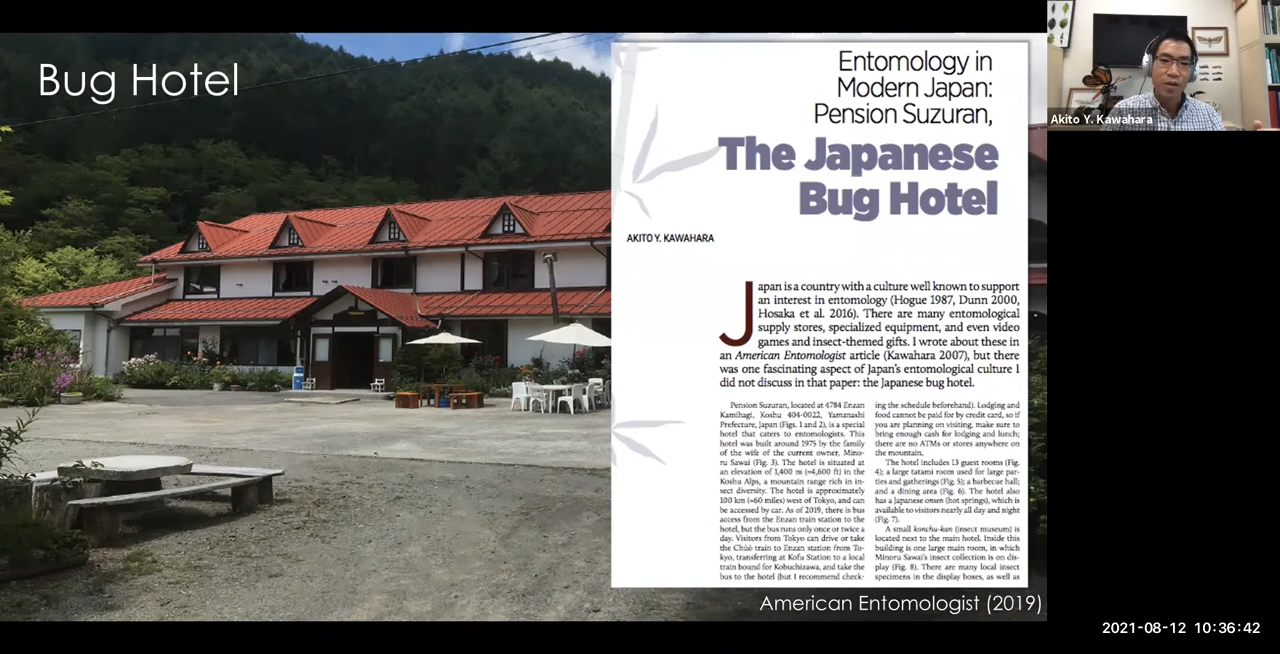 Bug Hotel
Entomology in
Modern Japan:
Pension Suzuran,
The Japanese
Bug Hotel
AKITO Y. KAWAHARA
Japan is a country with a culture well known to support
an interest in entomology (Hogue 1987, Dunn 2000,
Hosaka et al. 2016). There are many entomological
supply stores, specialized equipment, and even video
games and insect-themed gifts. I wrote about these in
an American Entomologist article (Kawahara 2007), but there
was one fascinating aspect of Japan's entomological culture I
did not discuss in that paper: the Japanese bug hotel.
Pension Suzuran, located at 4784 Enzan
Kamihagi, Koshu 404-0022, Yamanashi
Prefecture, Japan (Figs. 1 and 2), is a special
hotel that caters to entomologists. This
hotel was built around 1975 by the family
of the wife of the current owner, Mino-
ru Sawai (Fig. 3). The hotel is situated at
an elevation of 1,400 m (≈4,600 ft) in the
Koshu Alps, a mountain range rich in in-
sect diversity. The hotel is approximately
100 km (≈60 miles) west of Tokyo, and can
be accessed by car. As of 2019, there is bus
access from the Enzan train station to the
hotel, but the bus runs only once or twice a
day. Visitors from Tokyo can drive or take
the Chūō train to Enzan station from To-
kyo, transferring at Kofu Station to a local
train bound for Kobuchizawa, and take the
bus to the hotel (but I recommend check-
ing the schedule beforehand). Lodging and
food cannot be paid for by credit card, so if
you are planning on visiting, make sure to
bring enough cash for lodging and lunch;
there are no ATMs or stores anywhere on
the mountain.
The hotel includes 13 guest rooms (Fig.
4); a large tatami room used for large par-
ties and gatherings (Fig. 5); a barbecue hall;
and a dining area (Fig. 6). The hotel also
has a Japanese onsen (hot springs), which is
available to visitors nearly all day and night
(Fig. 7).
A small konchu-kan (insect museum) is
located next to the main hotel. Inside this
building is one large main room, in which
Minoru Sawai's insect collection is on dis-
play (Fig. 8). There are many local insect
specimens in the display boxes, as well as
American Entomologist (2019)
Akito Y. Kawahara
2021-08-12 10:36:42